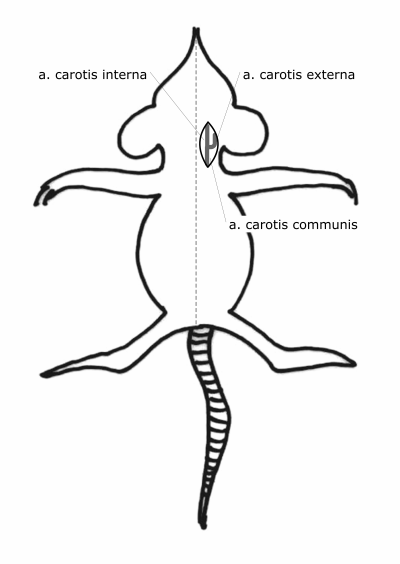 a. carotis interna
a. carotis externa
a. carotis communis